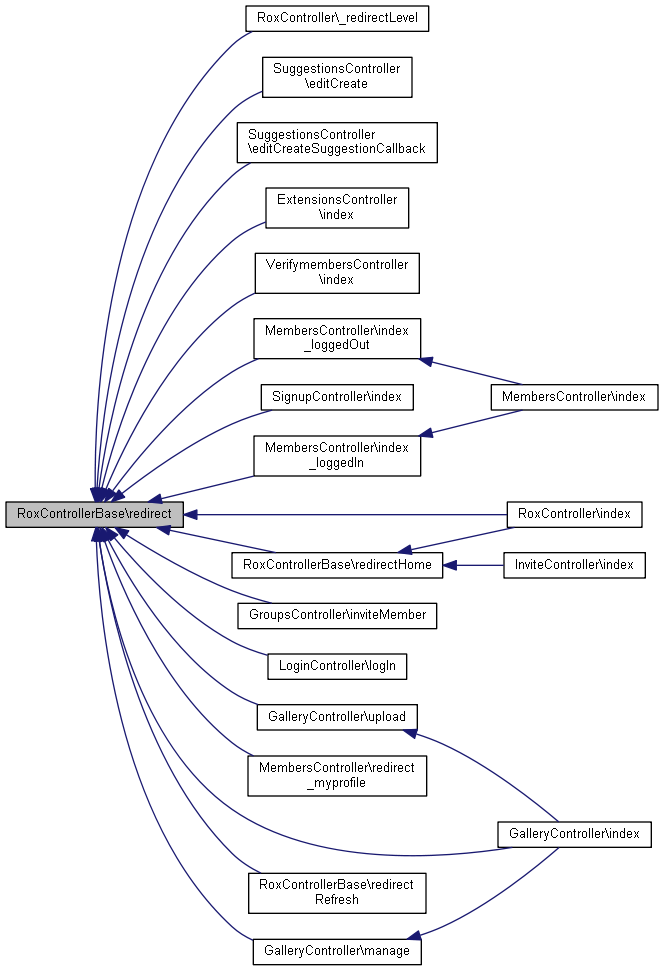 RoxController\_redirectLevel
SuggestionsController
\editCreate
SuggestionsController
\editCreateSuggestionCallback
ExtensionsController
\index
VerifymembersController
\index
MembersController\index
_loggedOut
SignupController\index
MembersController\index
MembersController\index
_loggedIn
RoxControllerBase\redirect
RoxController\index
RoxControllerBase\redirectHome
InviteController\index
GroupsController\inviteMember
LoginController\logIn
GalleryController\upload
MembersController\redirect
_myprofile
GalleryController\index
RoxControllerBase\redirect
Refresh
GalleryController\manage